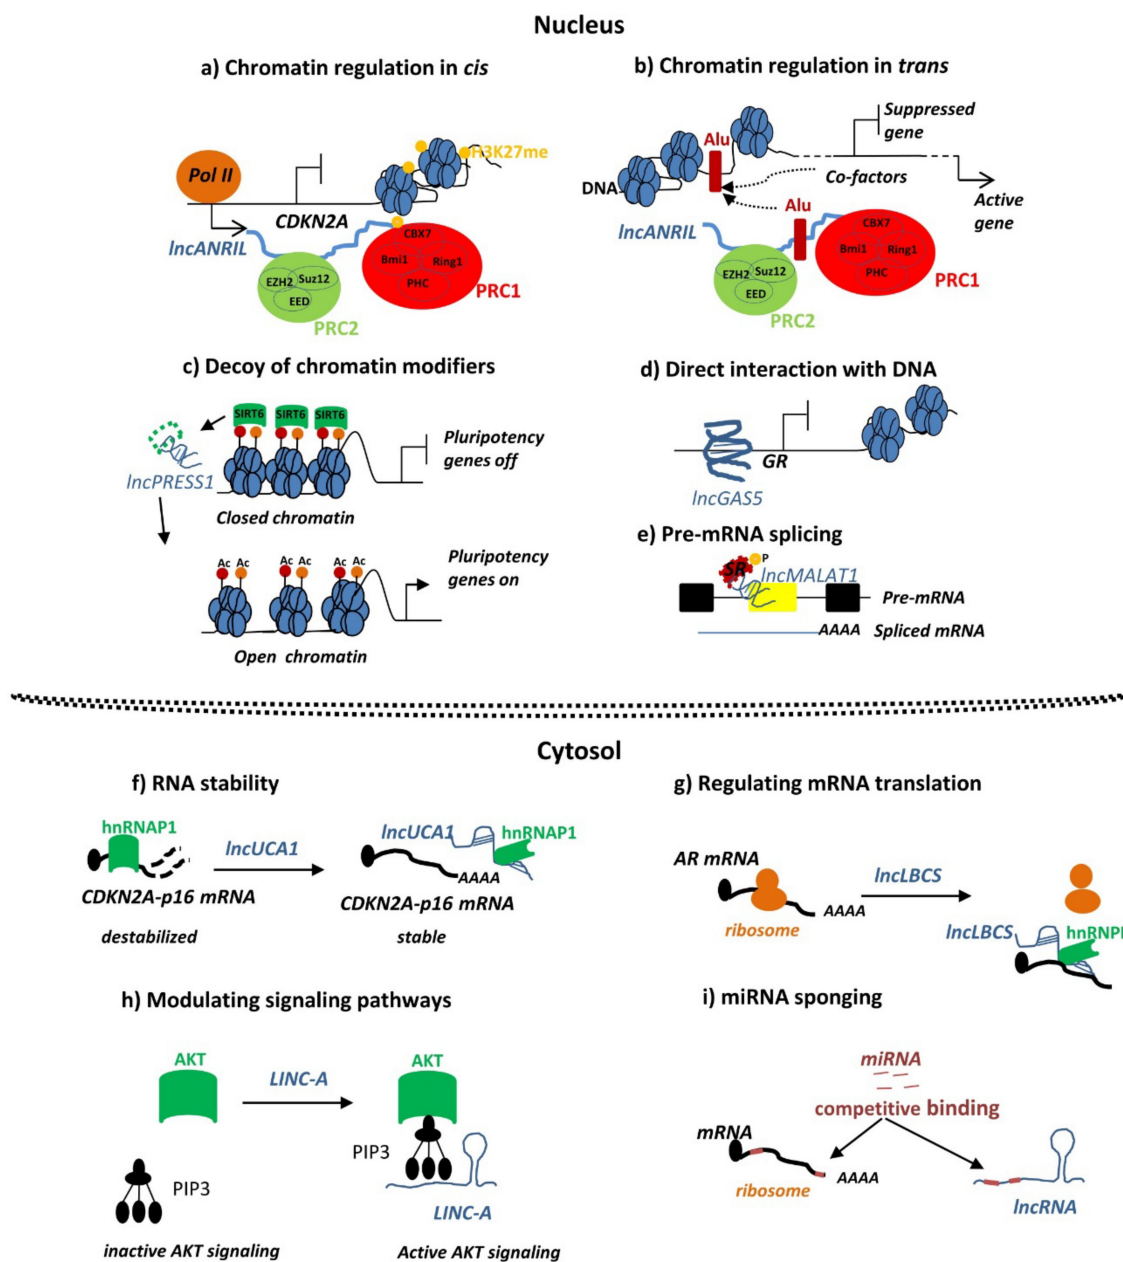 Nucleus
a) Chromatin regulation in cis
Pol II
CDKN2A
H3K27me
lncANRIL
CBX7
Bmi1
Ring1
PHC
PRC1
EZH2
Suz12
EED
PRC2
b) Chromatin regulation in trans
Suppressed
gene
Alu
DNA
Co-factors
Active
gene
Alu
lncANRIL
CBX7
Bmi1
Ring1
PHC
PRC1
EZH2
Suz12
EED
PRC2
c) Decoy of chromatin modifiers
SIRT6
SIRT6
SIRT6
lncPRESS1
Pluripotency
genes off
Closed chromatin
Ac
Ac
Ac
Ac
Ac
Ac
Pluripotency
genes on
Open chromatin
d) Direct interaction with DNA
GR
lncGAS5
e) Pre-mRNA splicing
SR
P
lncMALAT1
Pre-mRNA
AAAA
Spliced mRNA
Cytosol
f) RNA stability
hnRNAP1
lncUCA1
CDKN2A-p16 mRNA
destabilized
lncUCA1
hnRNAP1
AAAA
CDKN2A-p16 mRNA
stable
g) Regulating mRNA translation
AR mRNA
ribosome
AAAA
lncLBCS
lncLBCS
h) Modulating signaling pathways
AKT
LINC-A
PIP3
inactive AKT signaling
AKT
PIP3
LINC-A
Active AKT signaling
i) miRNA sponging
miRNA
competitive binding
mRNA
ribosome
AAAA
lncRNA